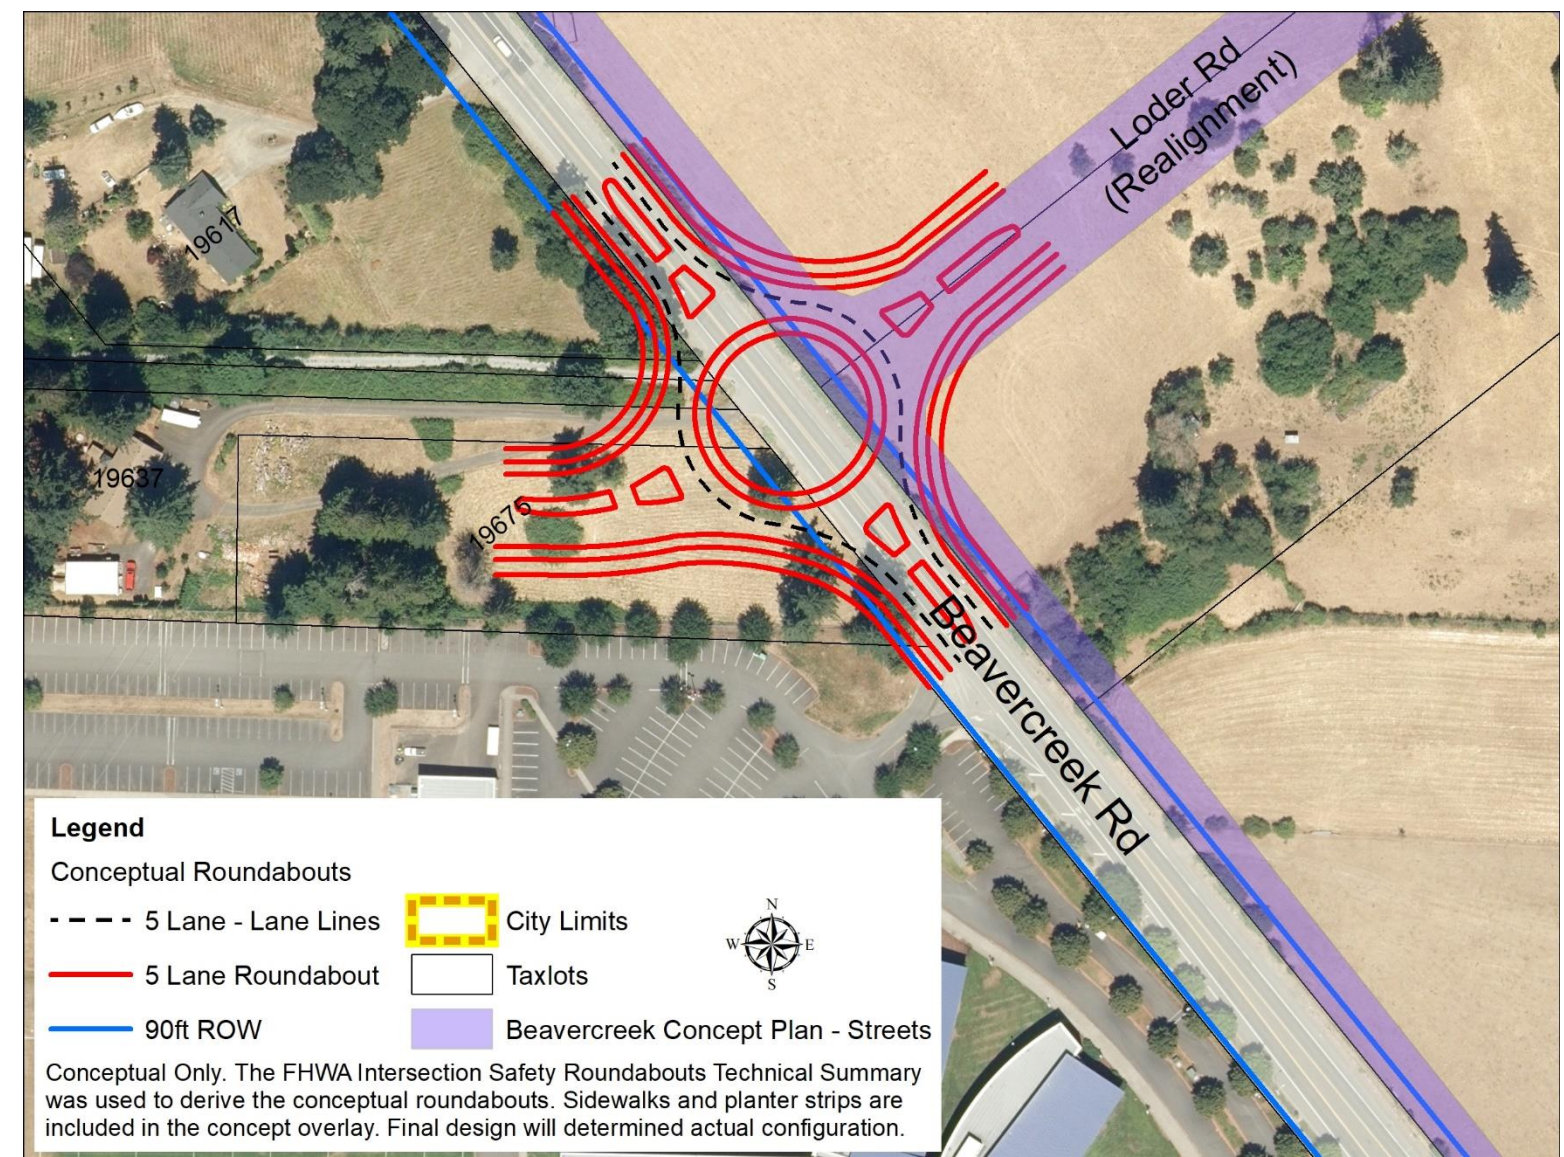 Loder Rd
(Realignment)
19617
19637
19675
Beavercreek Rd
Legend
Conceptual Roundabouts
5 Lane - Lane Lines
City Limits
5 Lane Roundabout
Taxlots
90ft ROW
Beavercreek Concept Plan - Streets
N
W
E
S
Conceptual Only. The FHWA Intersection Safety Roundabouts Technical Summary
was used to derive the conceptual roundabouts. Sidewalks and planter strips are
included in the concept overlay. Final design will determined actual configuration.